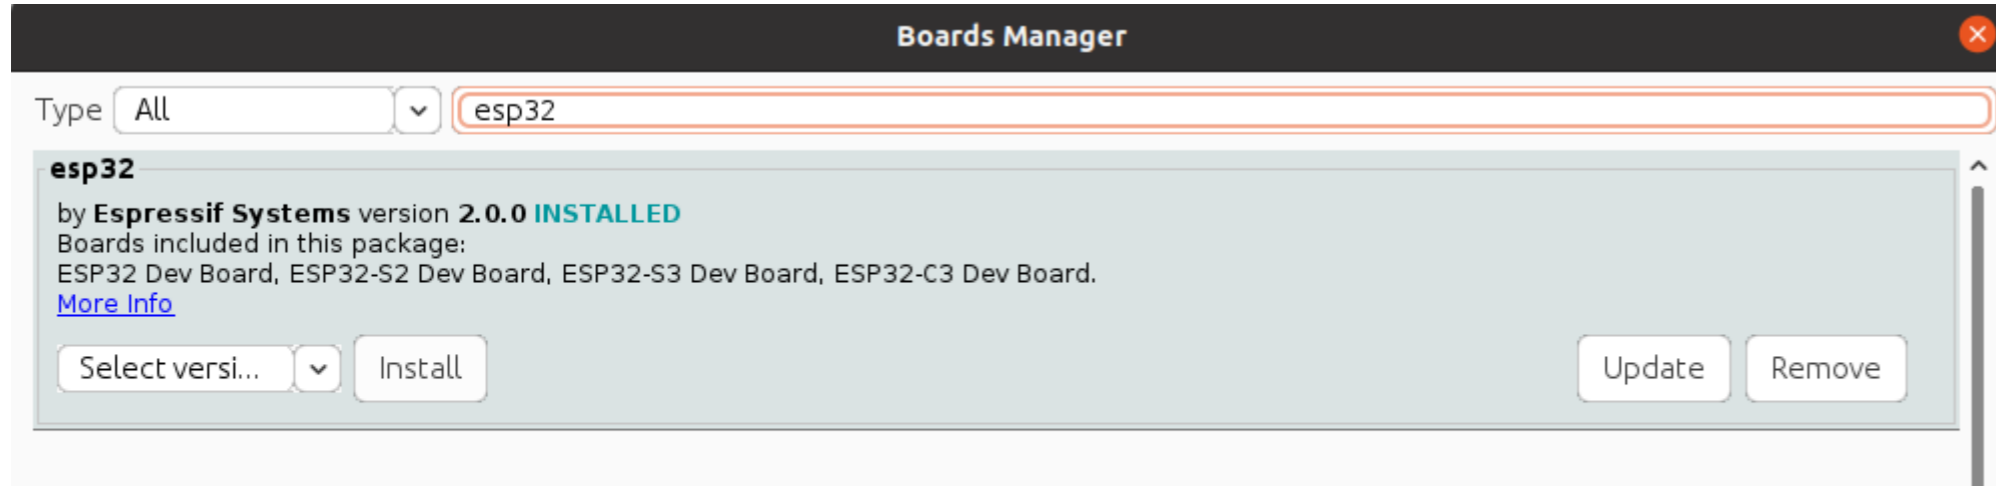 Boards Manager
Type All esp32
esp32
by Espressif Systems version 2.0.0 INSTALLED
Boards included in this package:
ESP32 Dev Board, ESP32-S2 Dev Board, ESP32-S3 Dev Board, ESP32-C3 Dev Board.
More Info
Select versi... Install Update Remove